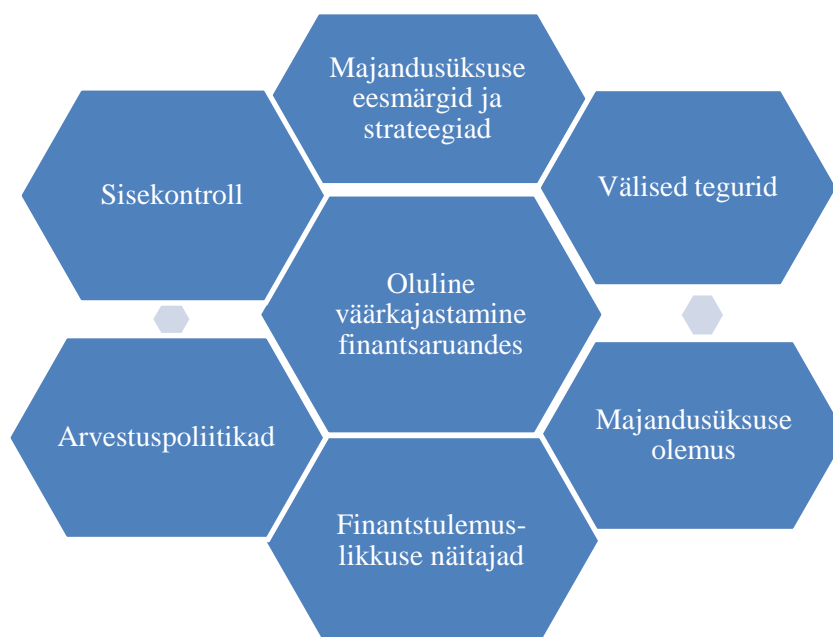 Majandusüksuse
eesmärgid ja
strateegiad
Sisekontroll
Välised tegurid
Oluline
väärkajastamine
finantsaruandes
Arvestuspoliitikad
Majandusüksuse
olemus
Finantstulemus-
likkuse näitajad